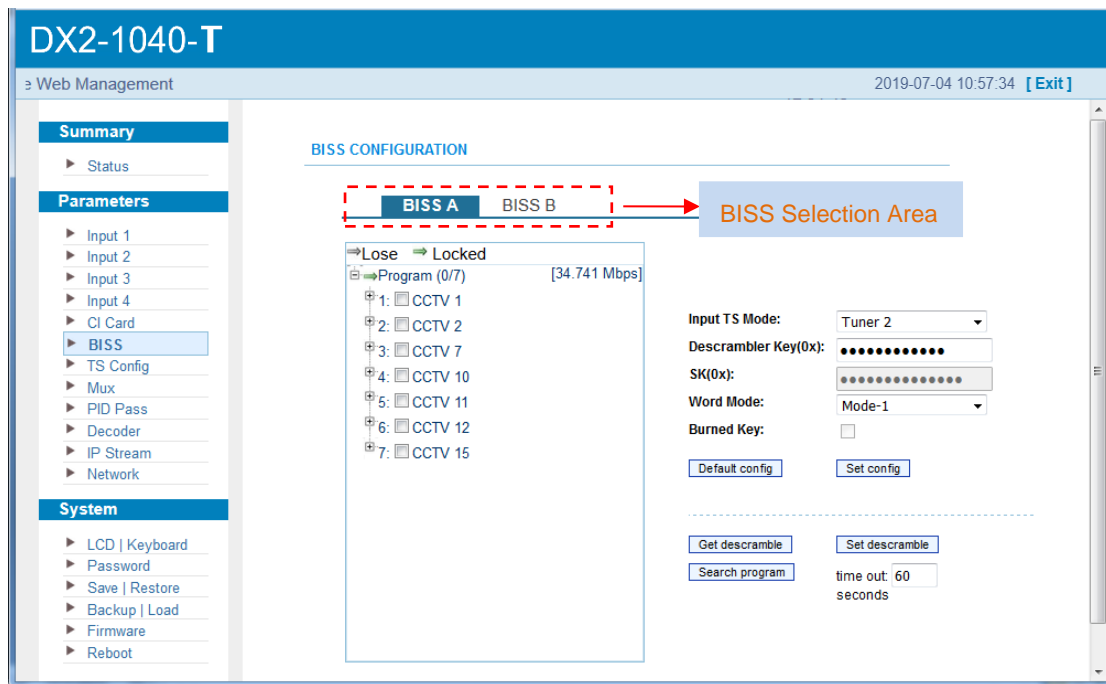 DX2-1040-T
e Web Management
2019-07-04 10:57:34 [ Exit ]
Summary
Status
Parameters
Input 1
Input 2
Input 3
Input 4
CI Card
BISS
TS Config
Mux
PID Pass
Decoder
IP Stream
Network
System
LCD | Keyboard
Password
Save | Restore
Backup | Load
Firmware
Reboot
BISS CONFIGURATION
BISS A BISS B
BISS Selection Area
Lose Locked
Program (0/7) [34.741 Mbps]
1: CCTV 1
2: CCTV 2
3: CCTV 7
4: CCTV 10
5: CCTV 11
6: CCTV 12
7: CCTV 15
Input TS Mode: Tuner 2
Descrambler Key(0x): ●●●●●●●●●●●●
SK(0x): ●●●●●●●●●●●●●●
Word Mode: Mode-1
Burned Key:
Default config Set config
Get descramble Set descramble
Search program time out: 60
seconds